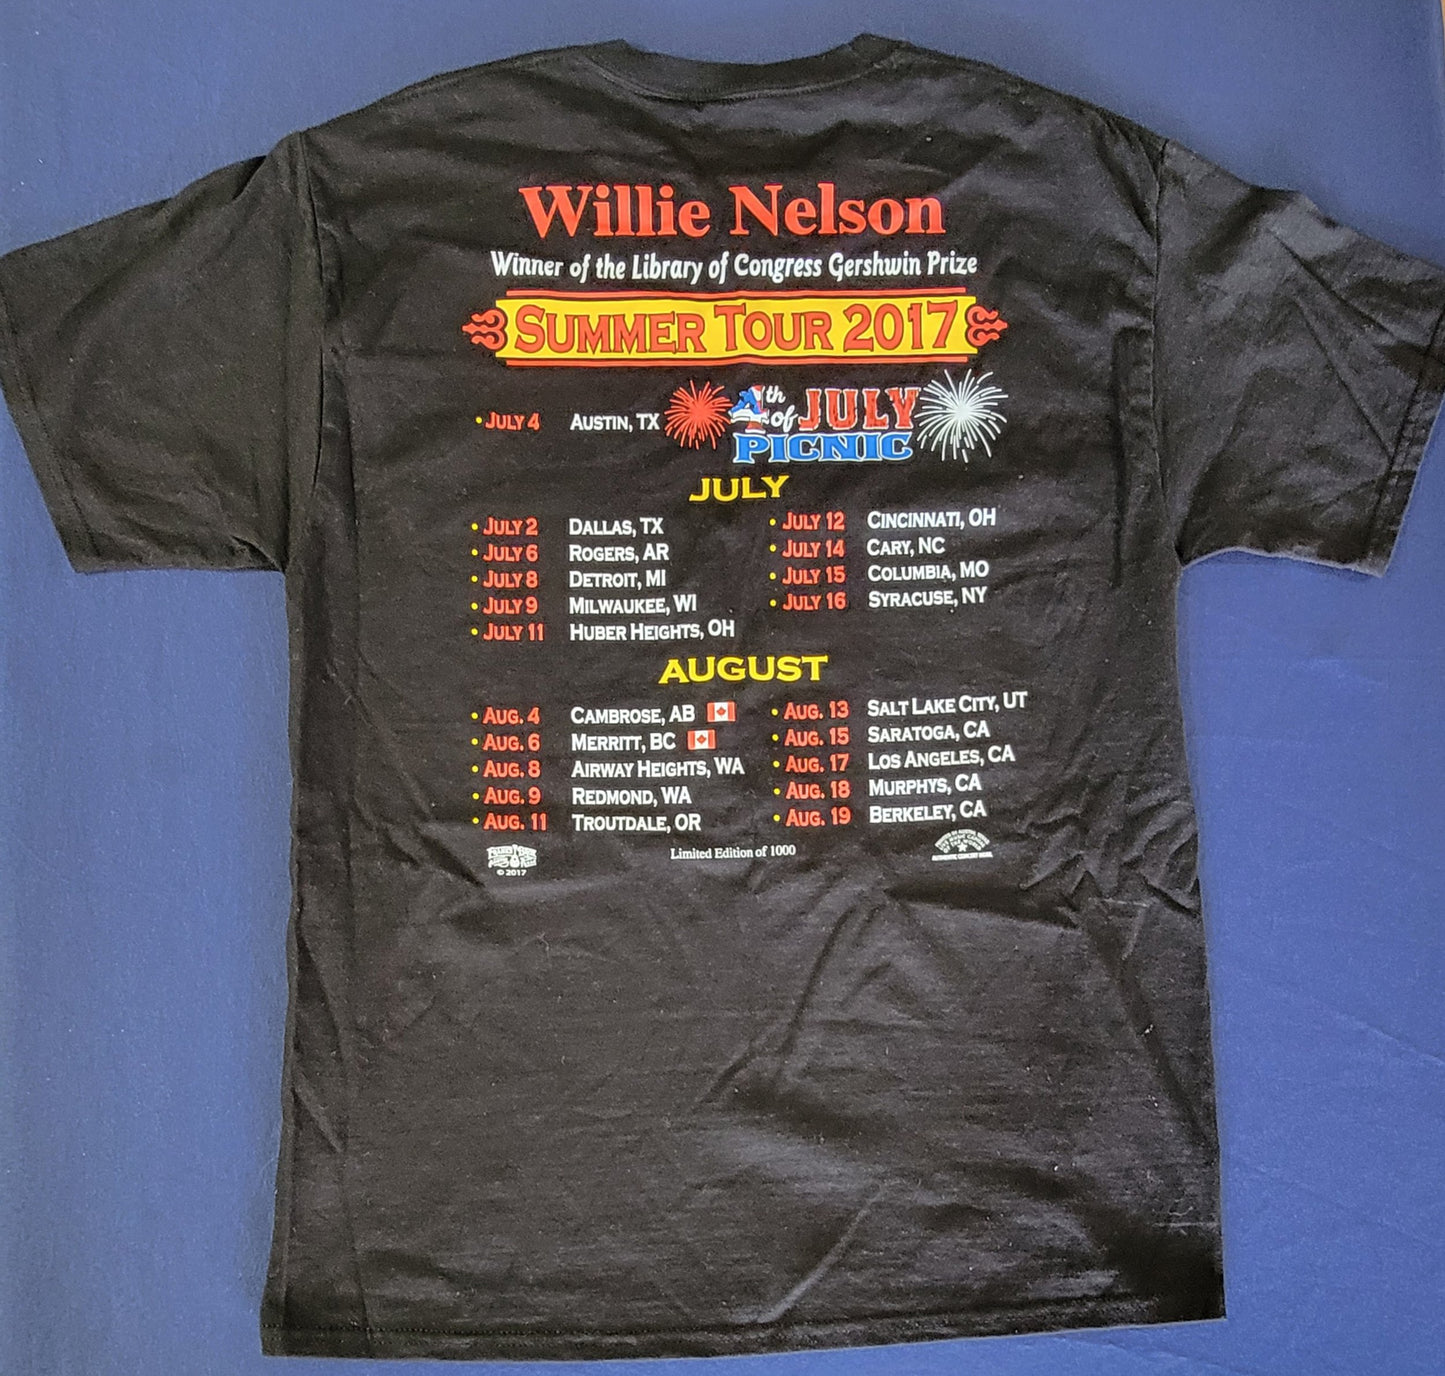 Willie Nelson
Winner of the Library of Congress Gershwin Prize
SUMMER TOUR 2017
• JULY 4 AUSTIN, TX 4th of JULY PICNIC
JULY
• JULY 2 DALLAS, TX
• JULY 6 ROGERS, AR
• JULY 8 DETROIT, MI
• JULY 9 MILWAUKEE, WI
• JULY 11 HUBER HEIGHTS, OH
• JULY 12 CINCINNATI, OH
• JULY 14 CARY, NC
• JULY 15 COLUMBIA, MO
• JULY 16 SYRACUSE, NY
AUGUST
• AUG. 4 CAMBROSE, AB
• AUG. 6 MERRITT, BC
• AUG. 8 AIRWAY HEIGHTS, WA
• AUG. 9 REDMOND, WA
• AUG. 11 TROUTDALE, OR
• AUG. 13 SALT LAKE CITY, UT
• AUG. 15 SARATOGA, CA
• AUG. 17 LOS ANGELES, CA
• AUG. 18 MURPHYS, CA
• AUG. 19 BERKELEY, CA
© 2017
Limited Edition of 1000